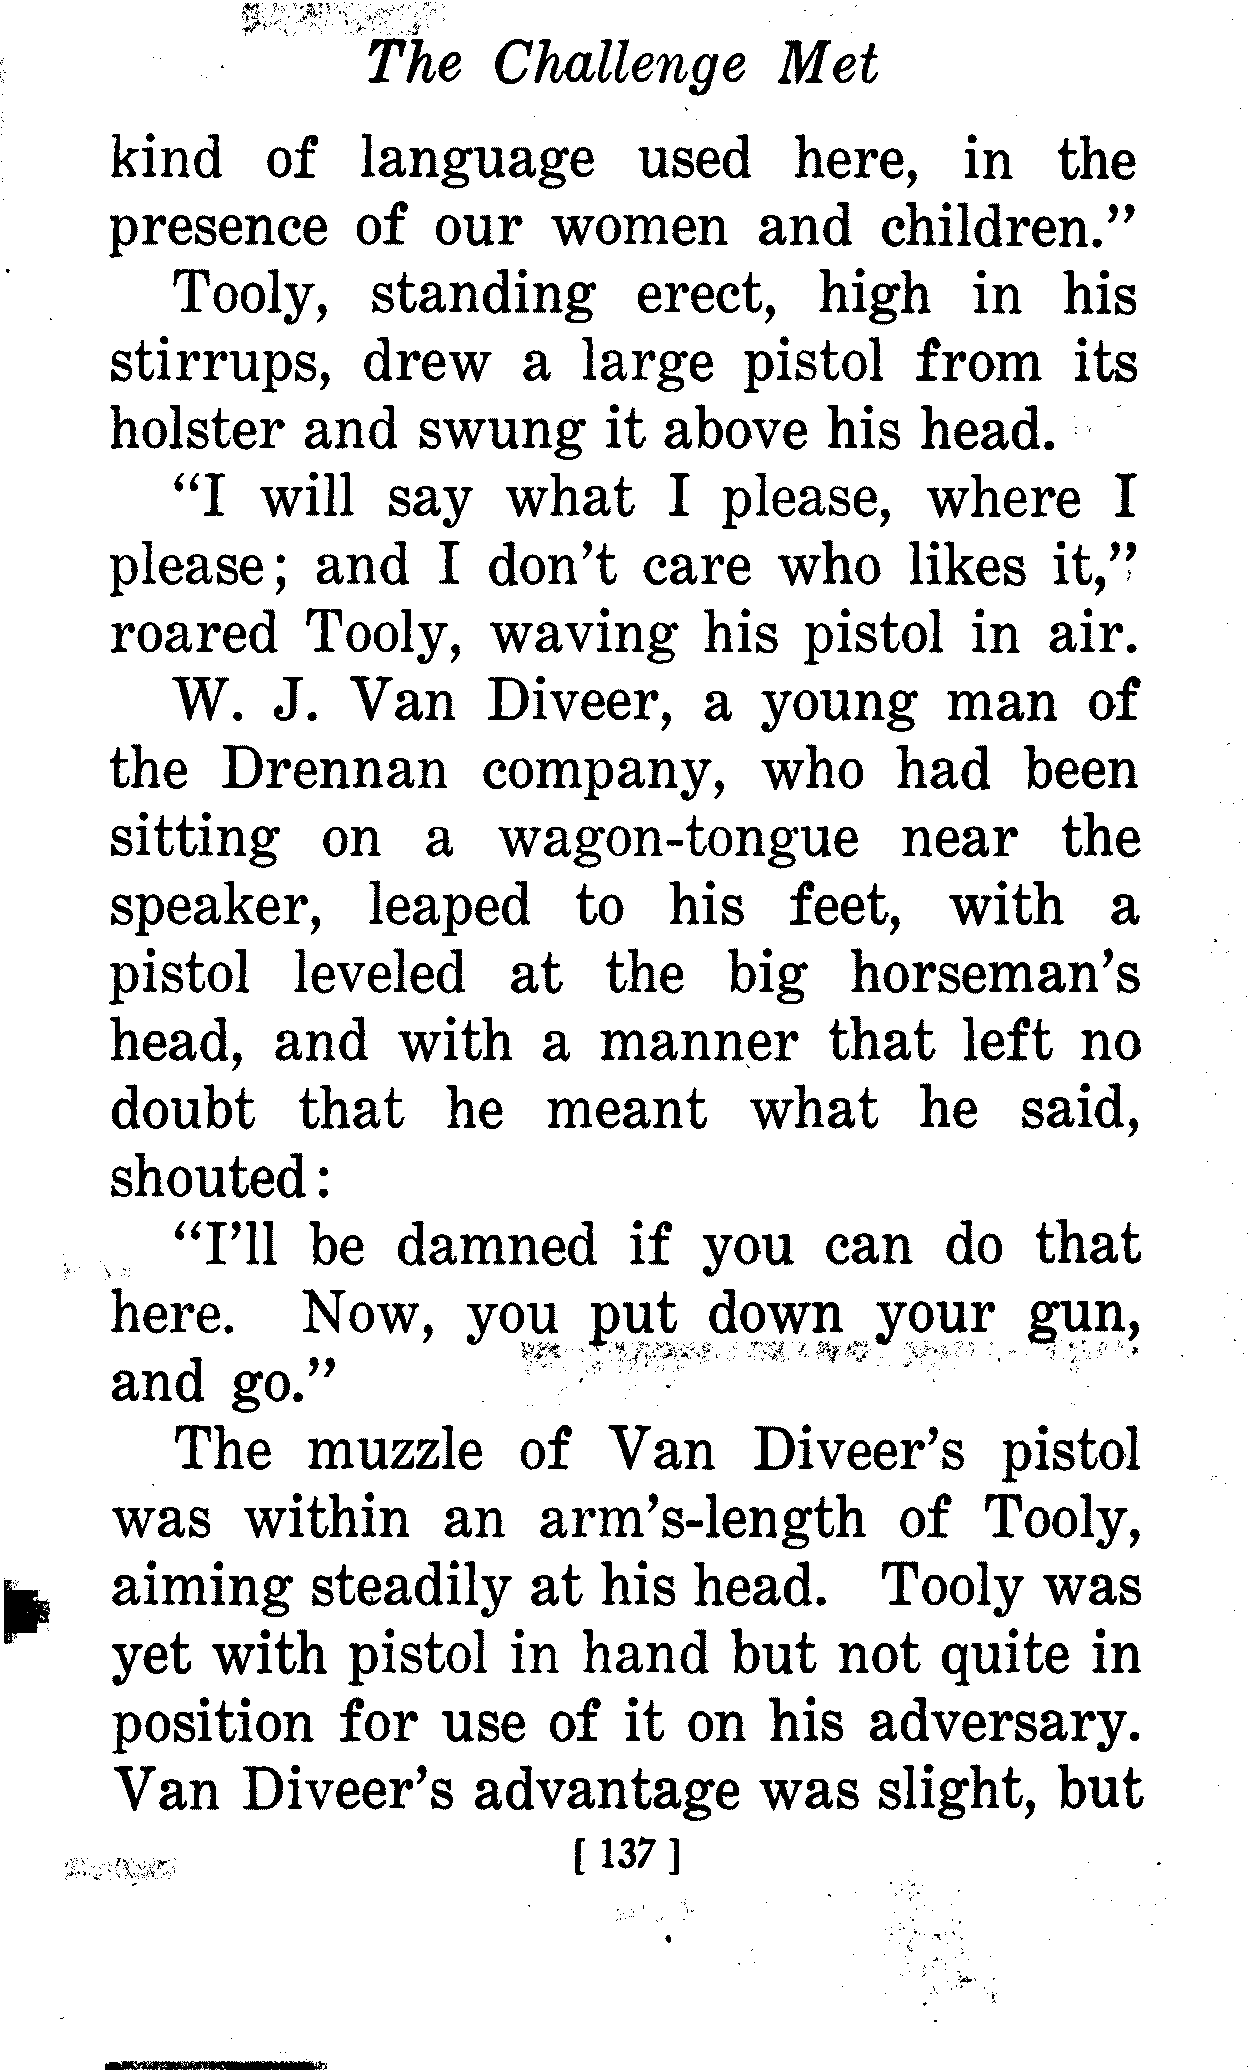 The Challenge Met
kind of language used here, in the
presence of our women and children."
Tooly, standing erect, high in his
stirrups, drew a large pistol from its
holster and swung it above his head.
"I will say what I please, where I
please; and I don't care who likes it,"
roared Tooly, waving his pistol in air.
W. J. Van Diveer, a young man of
the Drennan company, who had been
sitting on a wagon-tongue near the
speaker, leaped to his feet, with a
pistol leveled at the big horseman's
head, and with a manner that left no
doubt that he meant what he said,
shouted:
"I'll be damned if you can do that
here. Now, you put down your gun,
and go."
The muzzle of Van Diveer's pistol
was within an arm's-length of Tooly,
aiming steadily at his head. Tooly was
yet with pistol in hand but not quite in
position for use of it on his adversary.
Van Diveer's advantage was slight, but
[ 137 ]